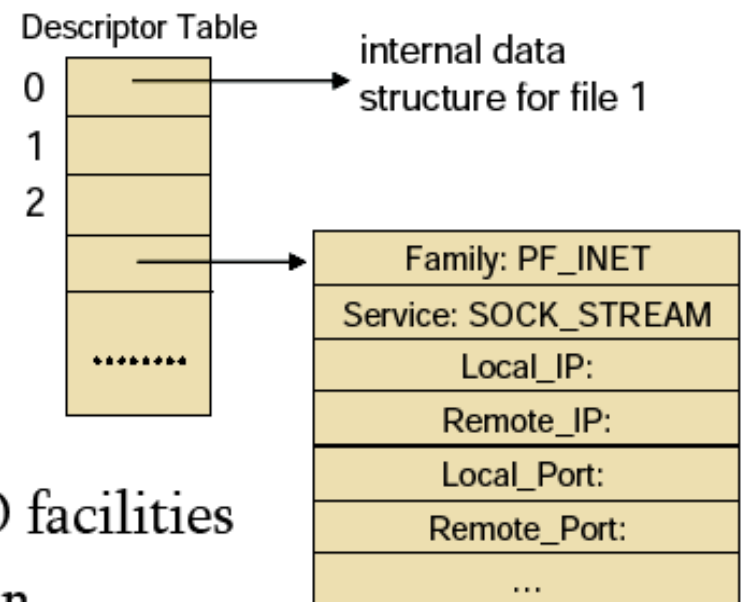 Descriptor Table
0
1
2
........
internal data
structure for file 1
Family: PF_INET
Service: SOCK_STREAM
Local_IP:
Remote_IP:
Local_Port:
Remote_Port:
...
facilities